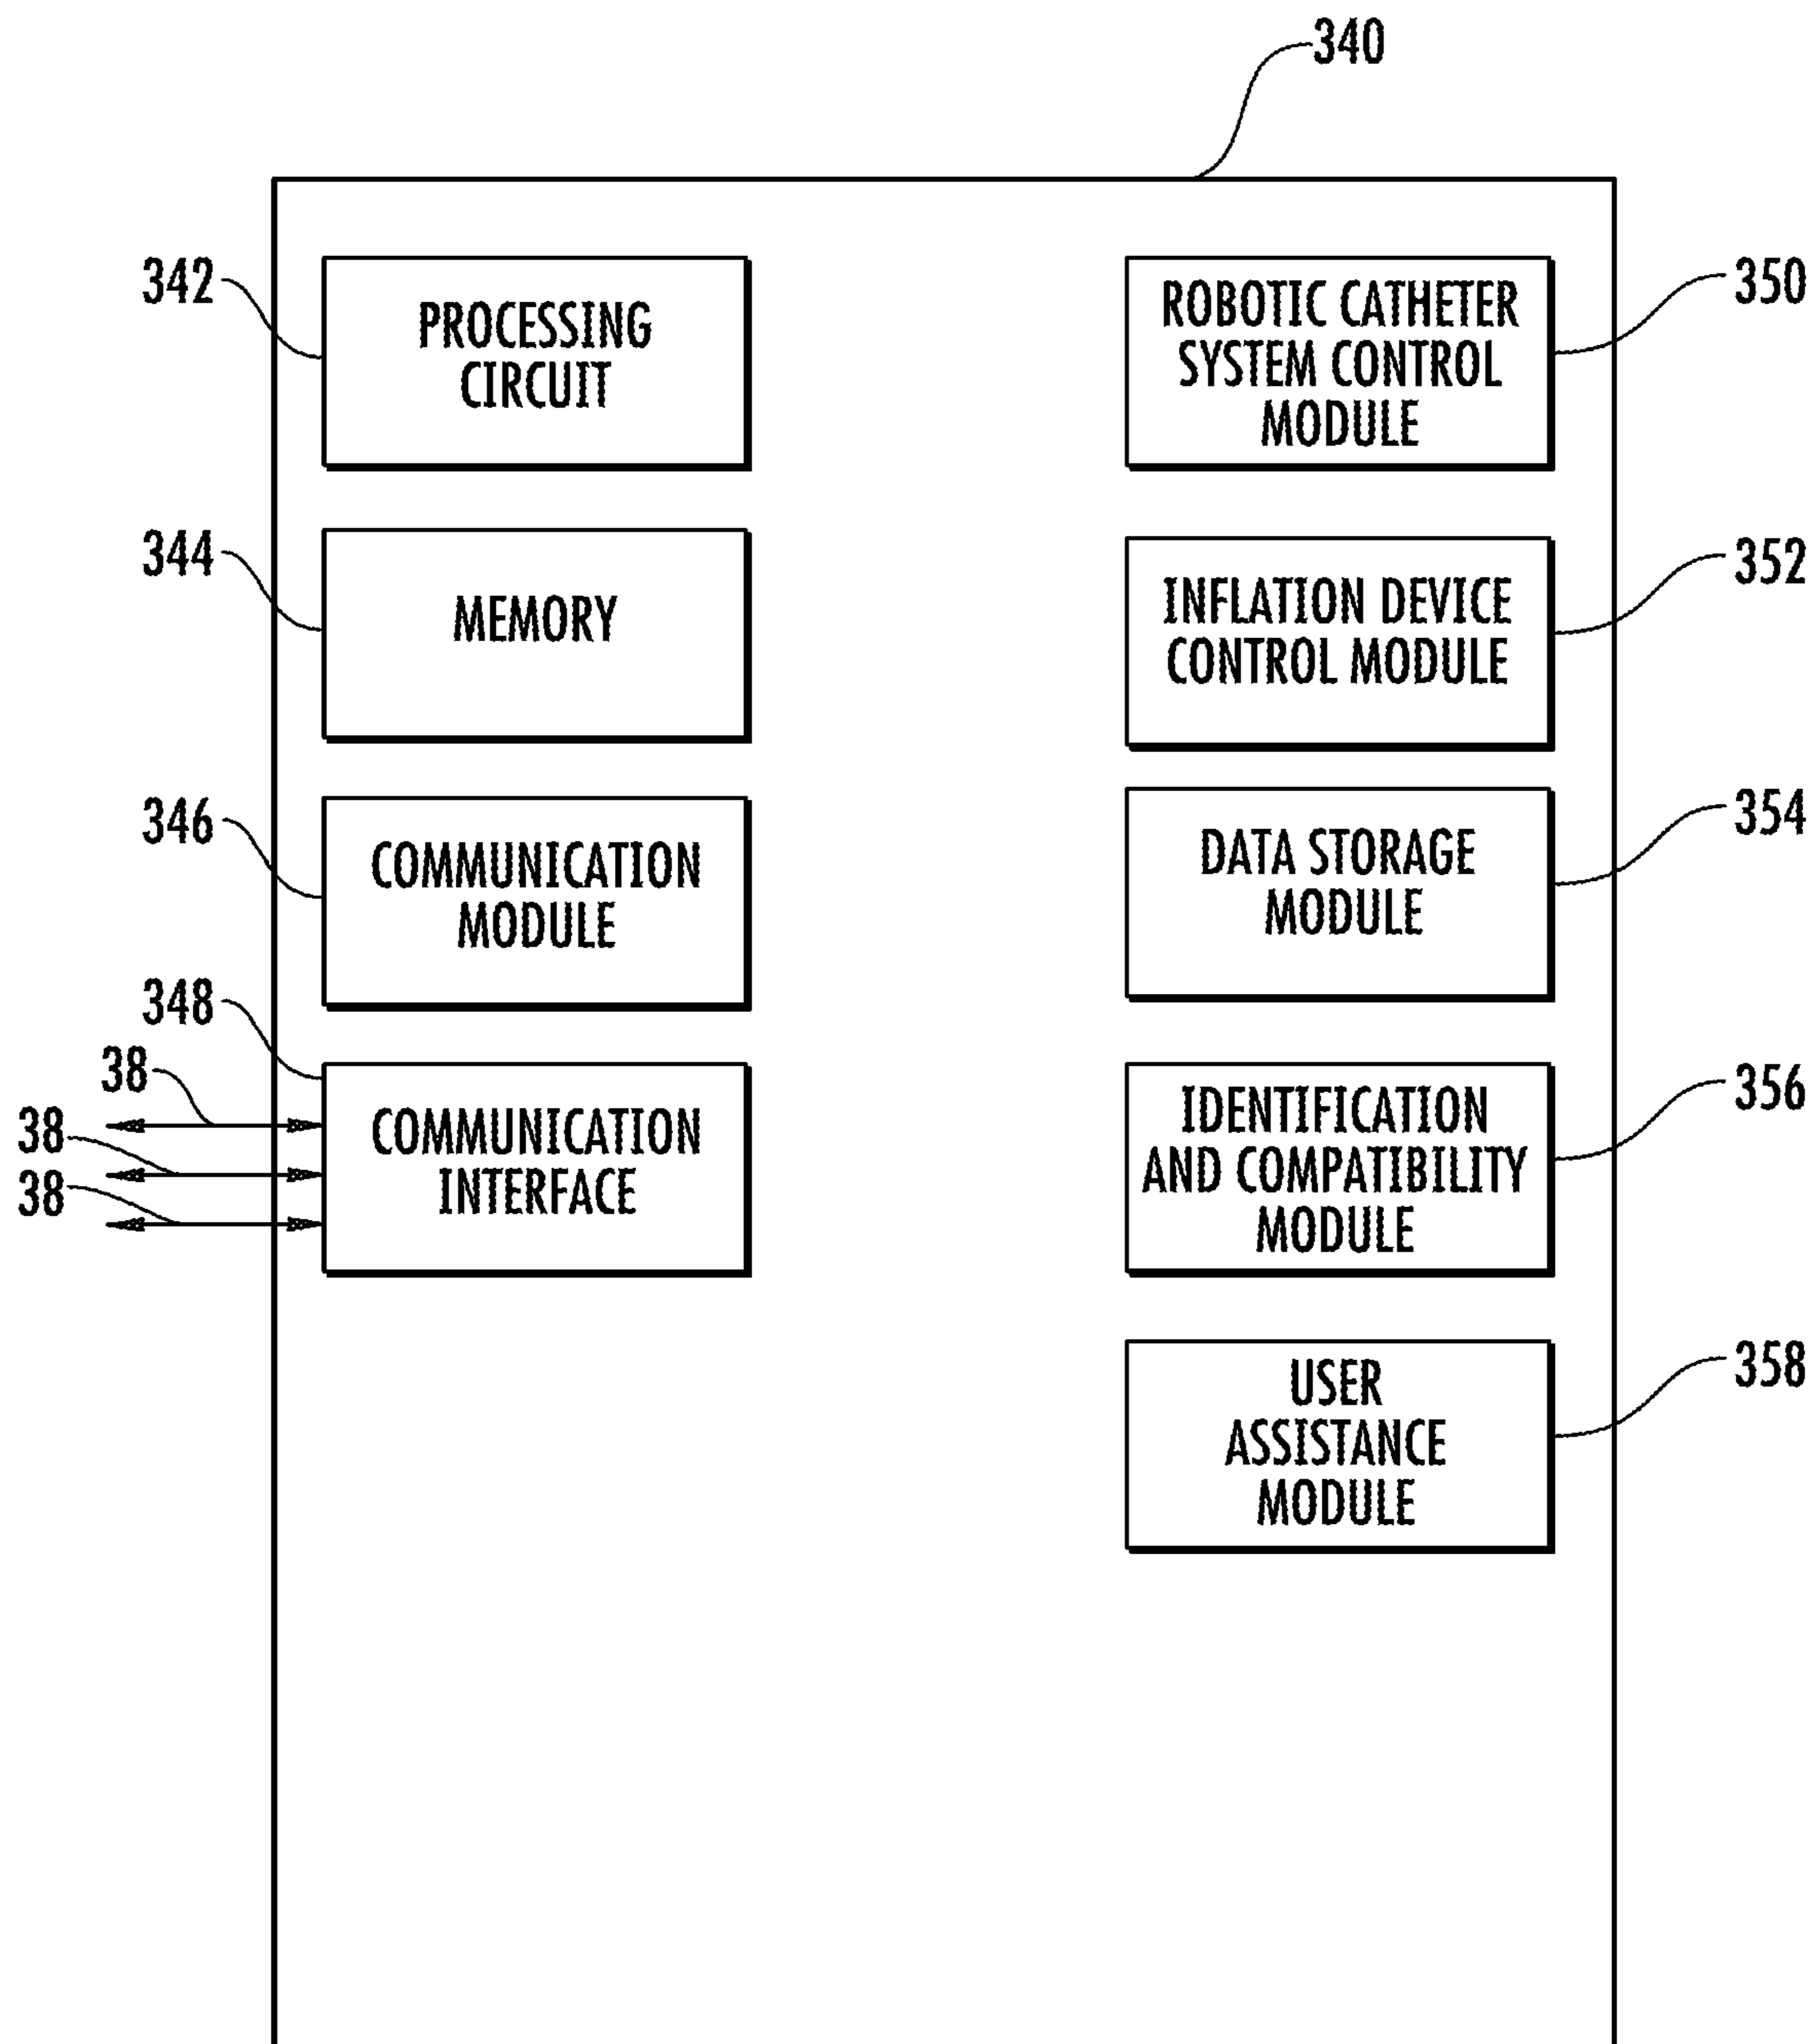 340
342
PROCESSING
CIRCUIT
344
MEMORY
346
COMMUNICATION
MODULE
348
38
38
38
COMMUNICATION
INTERFACE
350
ROBOTIC CATHETER
SYSTEM CONTROL
MODULE
352
INFLATION DEVICE
CONTROL MODULE
354
DATA STORAGE
MODULE
356
IDENTIFICATION
AND COMPATIBILITY
MODULE
358
USER
ASSISTANCE
MODULE